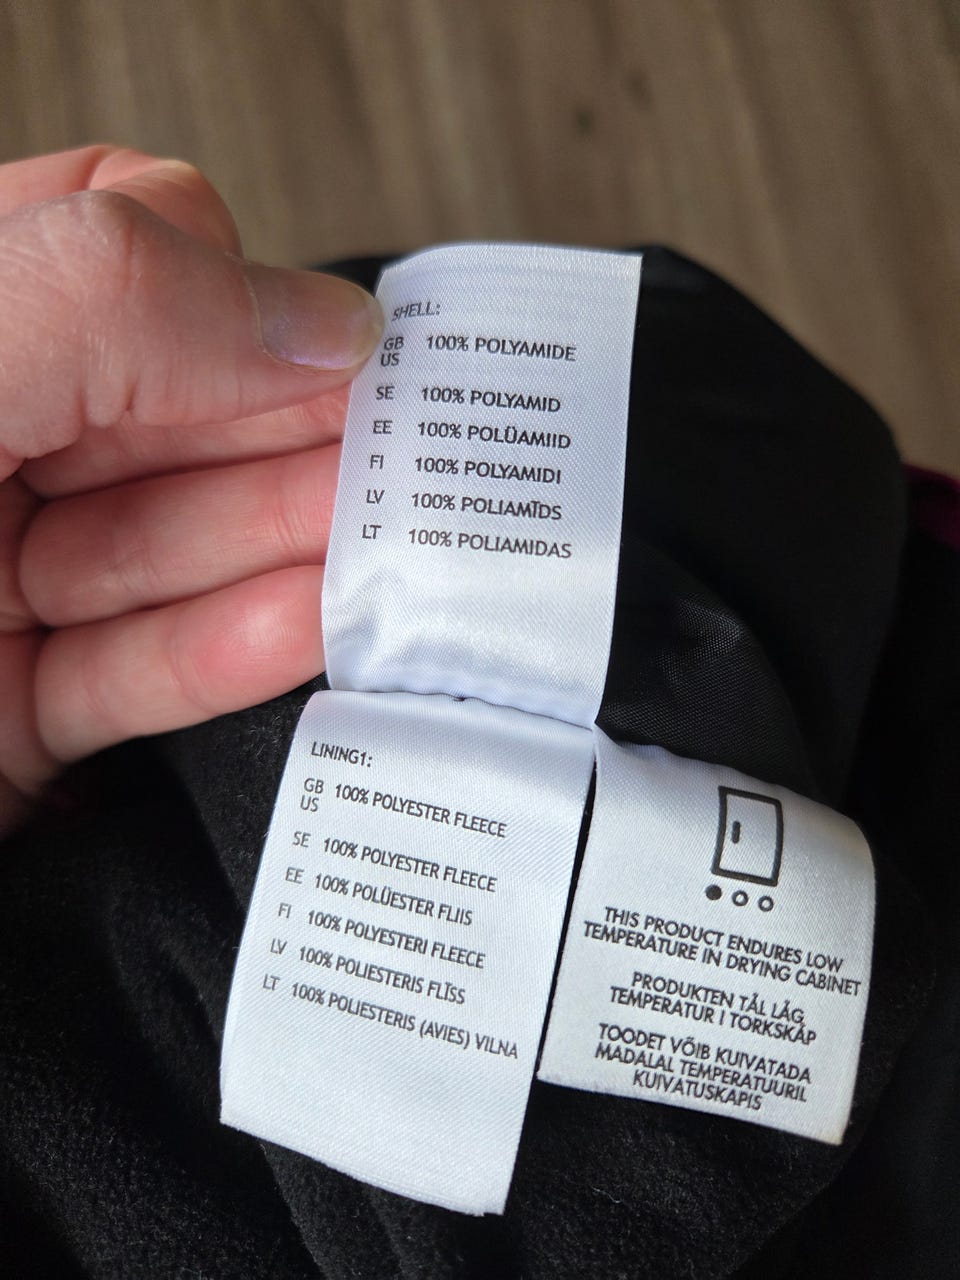 SHELL:
GB US 100% POLYAMIDE
SE 100% POLYAMID
EE 100% POLÜAMIID
FI 100% POLYAMIDI
LV 100% POLIAMĪDS
LT 100% POLIAMIDAS
LINING1:
GB US 100% POLYESTER FLEECE
SE 100% POLYESTER FLEECE
EE 100% POLÜESTER FLIIS
FI 100% POLYESTERI FLEECE
LV 100% POLIESTERIS FLĪSS
LT 100% POLIESTERIS (AVIES) VILNA
THIS PRODUCT ENDURES LOW
TEMPERATURE IN DRYING CABINET
PRODUKTEN TÅL LÅG
TEMPERATUR I TORKSKÅP
TOODET VÕIB KUIVATADA
MADALAL TEMPERATUURIL
KUIVATUSKAPIS